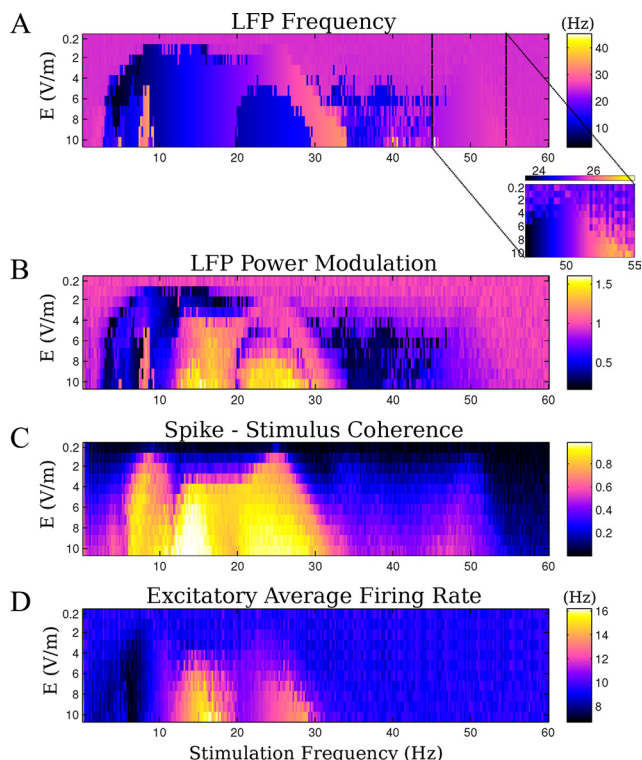 A
LFP Frequency
(Hz)
E (V/m)
0.2
2
4
6
8
10
10 20 30 40 50 60
40
30
20
10
24 26
0.2
2
4
6
8
10
50 55
B
LFP Power Modulation
E (V/m)
0.2
2
4
6
8
10
10 20 30 40 50 60
1.5
1
0.5
C
Spike - Stimulus Coherence
E (V/m)
0.2
2
4
6
8
10
10 20 30 40 50 60
0.8
0.6
0.4
0.2
D
Excitatory Average Firing Rate
(Hz)
E (V/m)
0.2
2
4
6
8
10
10 20 30 40 50 60
16
14
12
10
8
Stimulation Frequency (Hz)